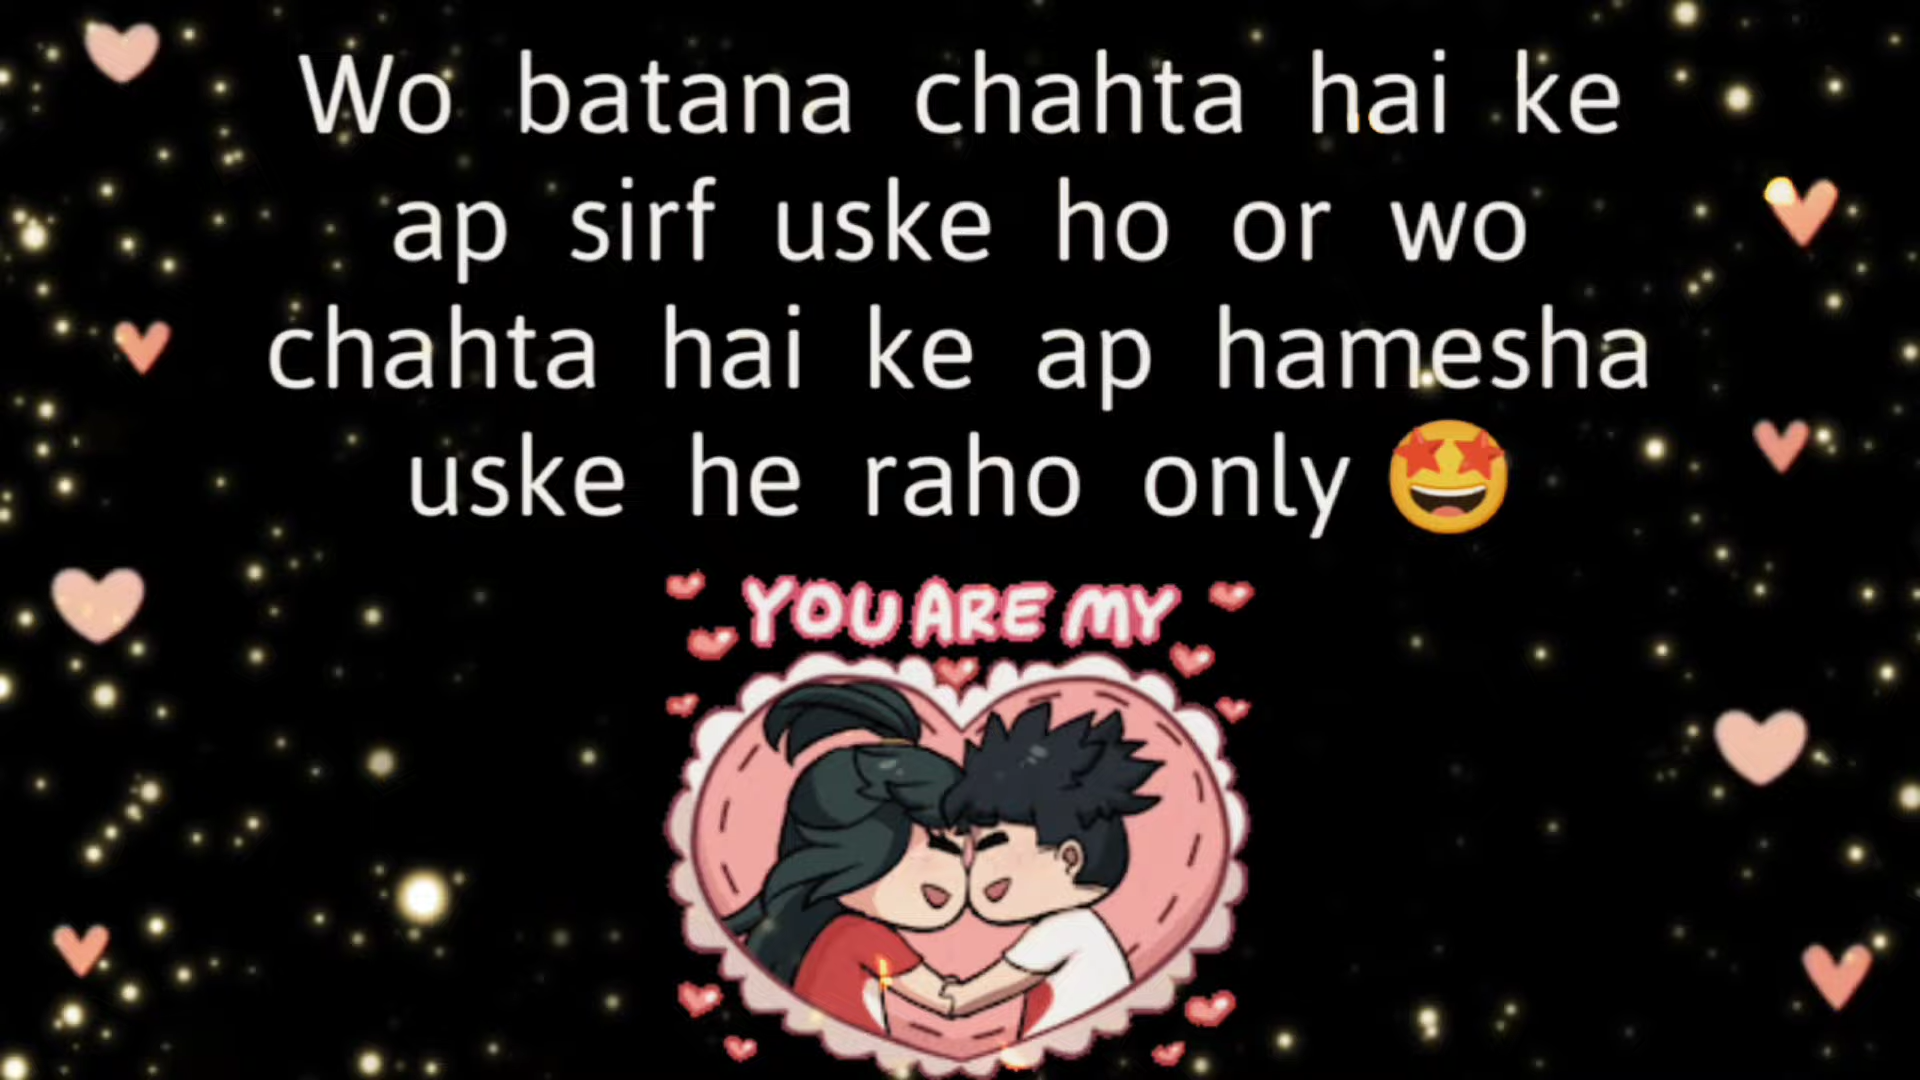 Wo batana chahta hai ke
ap sirf uske ho or wo
chahta hai ke ap hamesha
uske he raho only 🤩
YOU ARE MY